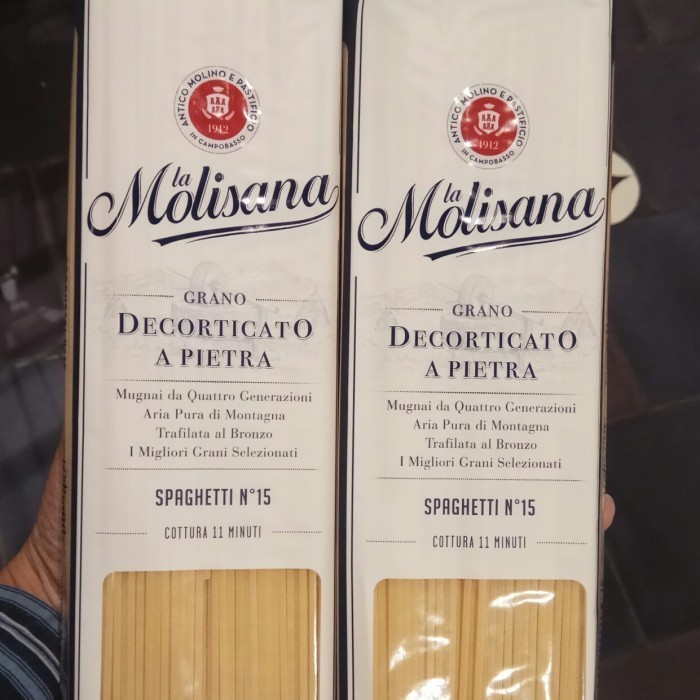 ANTICO MOLINO E PASTIFICIO
IN CAMPOBASSO
1912
la
Molisana
GRANO
DECORTICATO
A PIETRA
Mugnai da Quattro Generazioni
Aria Pura di Montagna
Trafilata al Bronzo
I Migliori Grani Selezionati
SPAGHETTI N°15
COTTURA 11 MINUTI
ANTICO MOLINO E PASTIFICIO
IN CAMPOBASSO
1912
la
Molisana
GRANO
DECORTICATO
A PIETRA
Mugnai da Quattro Generazioni
Aria Pura di Montagna
Trafilata al Bronzo
I Migliori Grani Selezionati
SPAGHETTI N°15
COTTURA 11 MINUTI